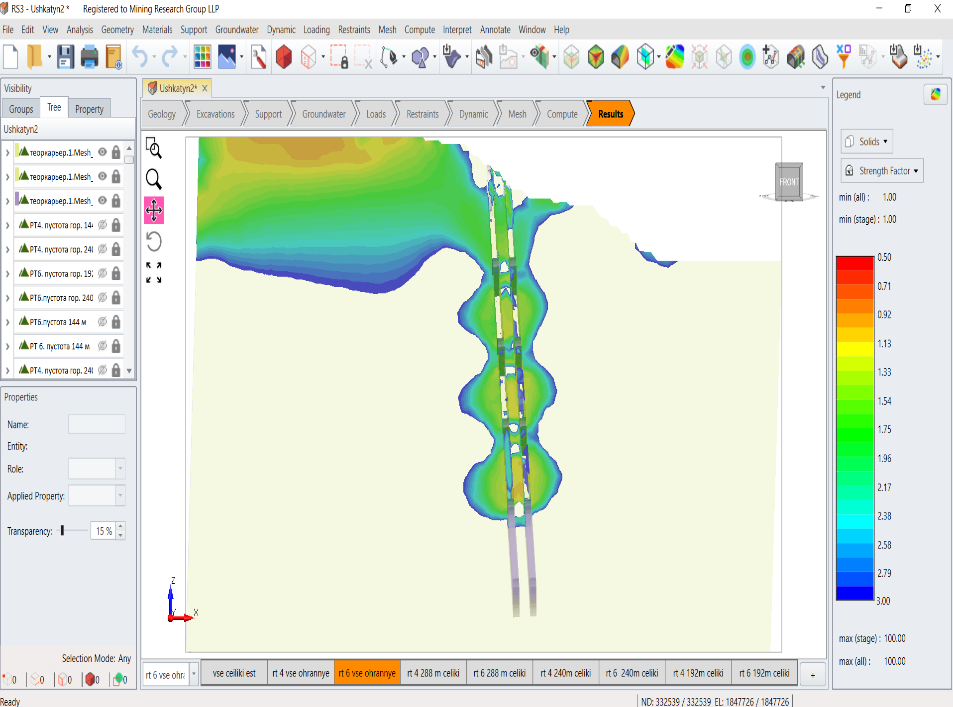 RS3 - Ushkatyn2 *    Registered to Mining Research Group LLP
File Edit View Analysis Geometry Materials Support Groundwater Dynamic Loading Restraints Mesh Compute Interpret Annotate Window Help
Visibility
Groups Tree Property
Ushkatyn2
теоркарьер.1.Mesh_
теоркарьер.1.Mesh_
теоркарьер.1.Mesh_
РТ4. пустота гор. 14
РТ4. пустота гор. 24
РТ6. пустота гор. 19
РТ6.пустота гор. 240
РТ6.пустота 144 м
РТ 6. пустота 144 м
РТ4. пустота гор. 24
Properties
Name:
Entity:
Role:
Applied Property:
Transparency: 15 %
Selection Mode: Any
0 0 0 0 0
Ready
Ushkatyn2*
Geology Excavations Support Groundwater Loads Restraints Dynamic Mesh Compute Results
FRONT
Z
Y
X
rt 6 vse ohra
vse celiki est rt 4 vse ohrannye rt 6 vse ohrannye rt 4 288 m celiki rt 6 288 m celiki rt 4 240m celiki rt 6 240m celiki rt 4 192m celiki rt 6 192m celiki +
Legend
Solids
Strength Factor
min (all) : 1.00
min (stage) : 1.00
0.50
0.71
0.92
1.13
1.33
1.54
1.75
1.96
2.17
2.38
2.58
2.79
3.00
max (stage) : 100.00
max (all) : 100.00
ND: 332539 / 332539 EL: 1847726 / 1847726